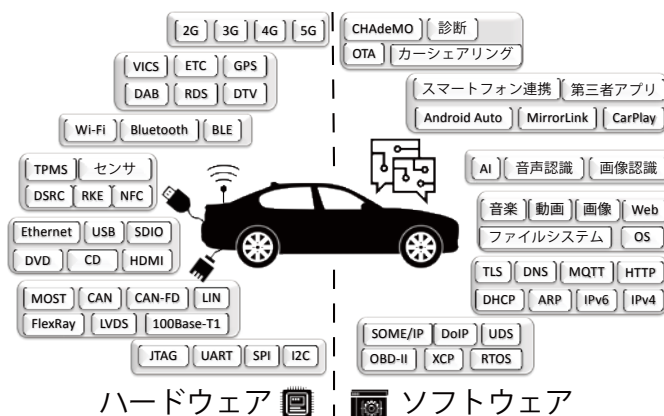 2G 3G 4G 5G
VICS ETC GPS
DAB RDS DTV
Wi-Fi Bluetooth BLE
TPMS センサ
DSRC RKE NFC
Ethernet USB SDIO
DVD CD HDMI
MOST CAN CAN-FD LIN
FlexRay LVDS 100Base-T1
JTAG UART SPI I2C
ハードウェア
CHAdeMO 診断
OTA カーシェアリング
スマートフォン連携 第三者アプリ
Android Auto MirrorLink CarPlay
AI 音声認識 画像認識
音楽 動画 画像 Web
ファイルシステム OS
TLS DNS MQTT HTTP
DHCP ARP IPv6 IPv4
SOME/IP DoIP UDS
OBD-II XCP RTOS
ソフトウェア